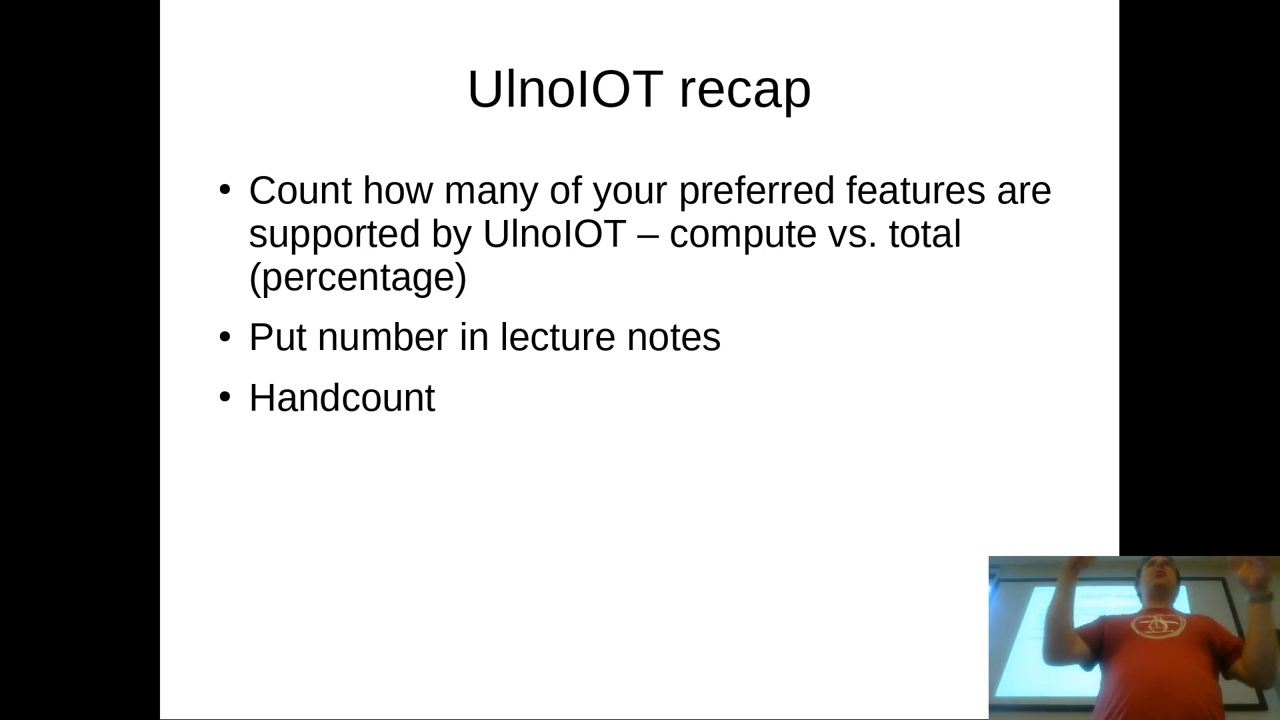 UlnoIOT recap
• Count how many of your preferred features are
supported by UlnoIOT – compute vs. total
(percentage)
• Put number in lecture notes
• Handcount